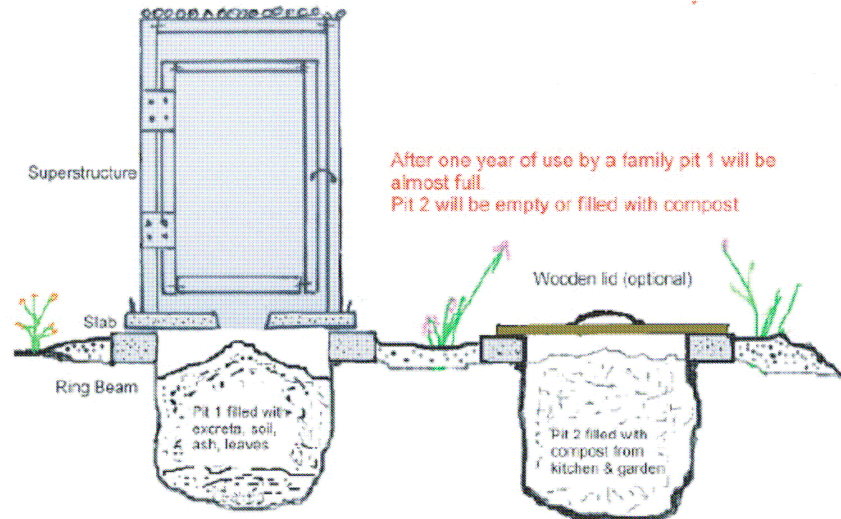 Superstructure
After one year of use by a family pit 1 will be
almost full.
Pit 2 will be empty or filled with compost
Wooden lid (optional)
Slab
Ring Beam
Pit 1 filled with
excreta, soil,
ash, leaves
Pit 2 filled with
compost from
kitchen & garden